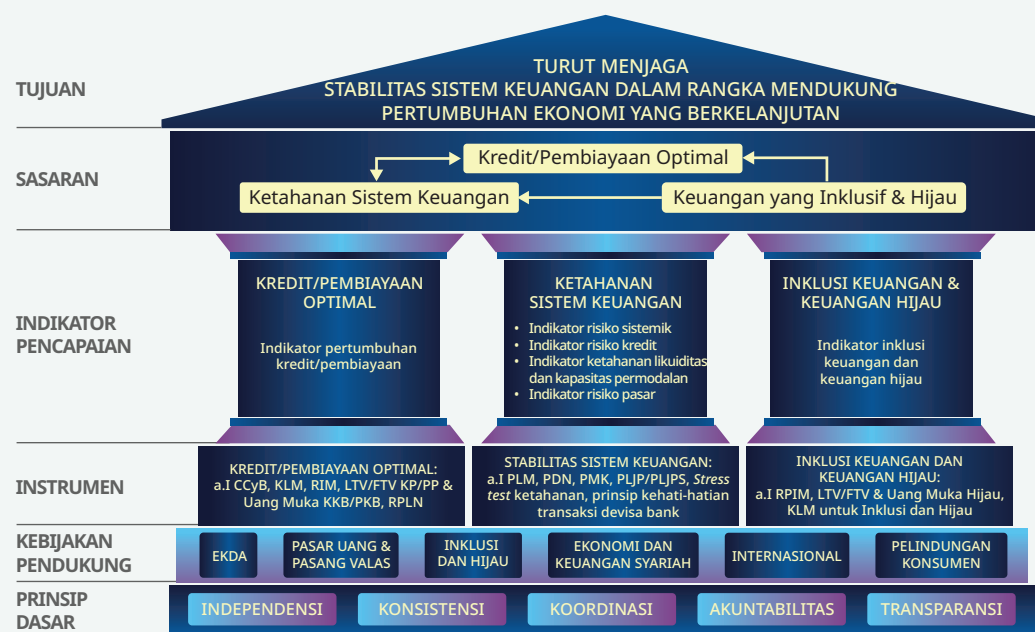 TUJUAN
TURUT MENJAGA
STABILITAS SISTEM KEUANGAN DALAM RANGKA MENDUKUNG
PERTUMBUHAN EKONOMI YANG BERKELANJUTAN
SASARAN
Kredit/Pembiayaan Optimal
Ketahanan Sistem Keuangan
Keuangan yang Inklusif & Hijau
INDIKATOR
PENCAPAIAN
KREDIT/PEMBIAYAAN
OPTIMAL
Indikator pertumbuhan
kredit/pembiayaan
KETAHANAN
SISTEM KEUANGAN
• Indikator risiko sistemik
• Indikator risiko kredit
• Indikator ketahanan likuiditas
dan kapasitas permodalan
• Indikator risiko pasar
INKLUSI KEUANGAN &
KEUANGAN HIJAU
Indikator inklusi
keuangan dan
keuangan hijau
INSTRUMEN
KREDIT/PEMBIAYAAN OPTIMAL:
a.l CCyB, KLM, RIM, LTV/FTV KP/PP &
Uang Muka KKB/PKB, RPLN
STABILITAS SISTEM KEUANGAN:
a.l PLM, PDN, PMK, PLJP/PLJPS, Stress
test ketahanan, prinsip kehati-hatian
transaksi devisa bank
INKLUSI KEUANGAN DAN
KEUANGAN HIJAU:
a.l RPIM, LTV/FTV & Uang Muka Hijau,
KLM untuk Inklusi dan Hijau
KEBIJAKAN
PENDUKUNG
EKDA
PASAR UANG &
PASANG VALAS
INKLUSI
DAN HIJAU
EKONOMI DAN
KEUANGAN SYARIAH
INTERNASIONAL
PELINDUNGAN
KONSUMEN
PRINSIP
DASAR
INDEPENDENSI
KONSISTENSI
KOORDINASI
AKUNTABILITAS
TRANSPARANSI